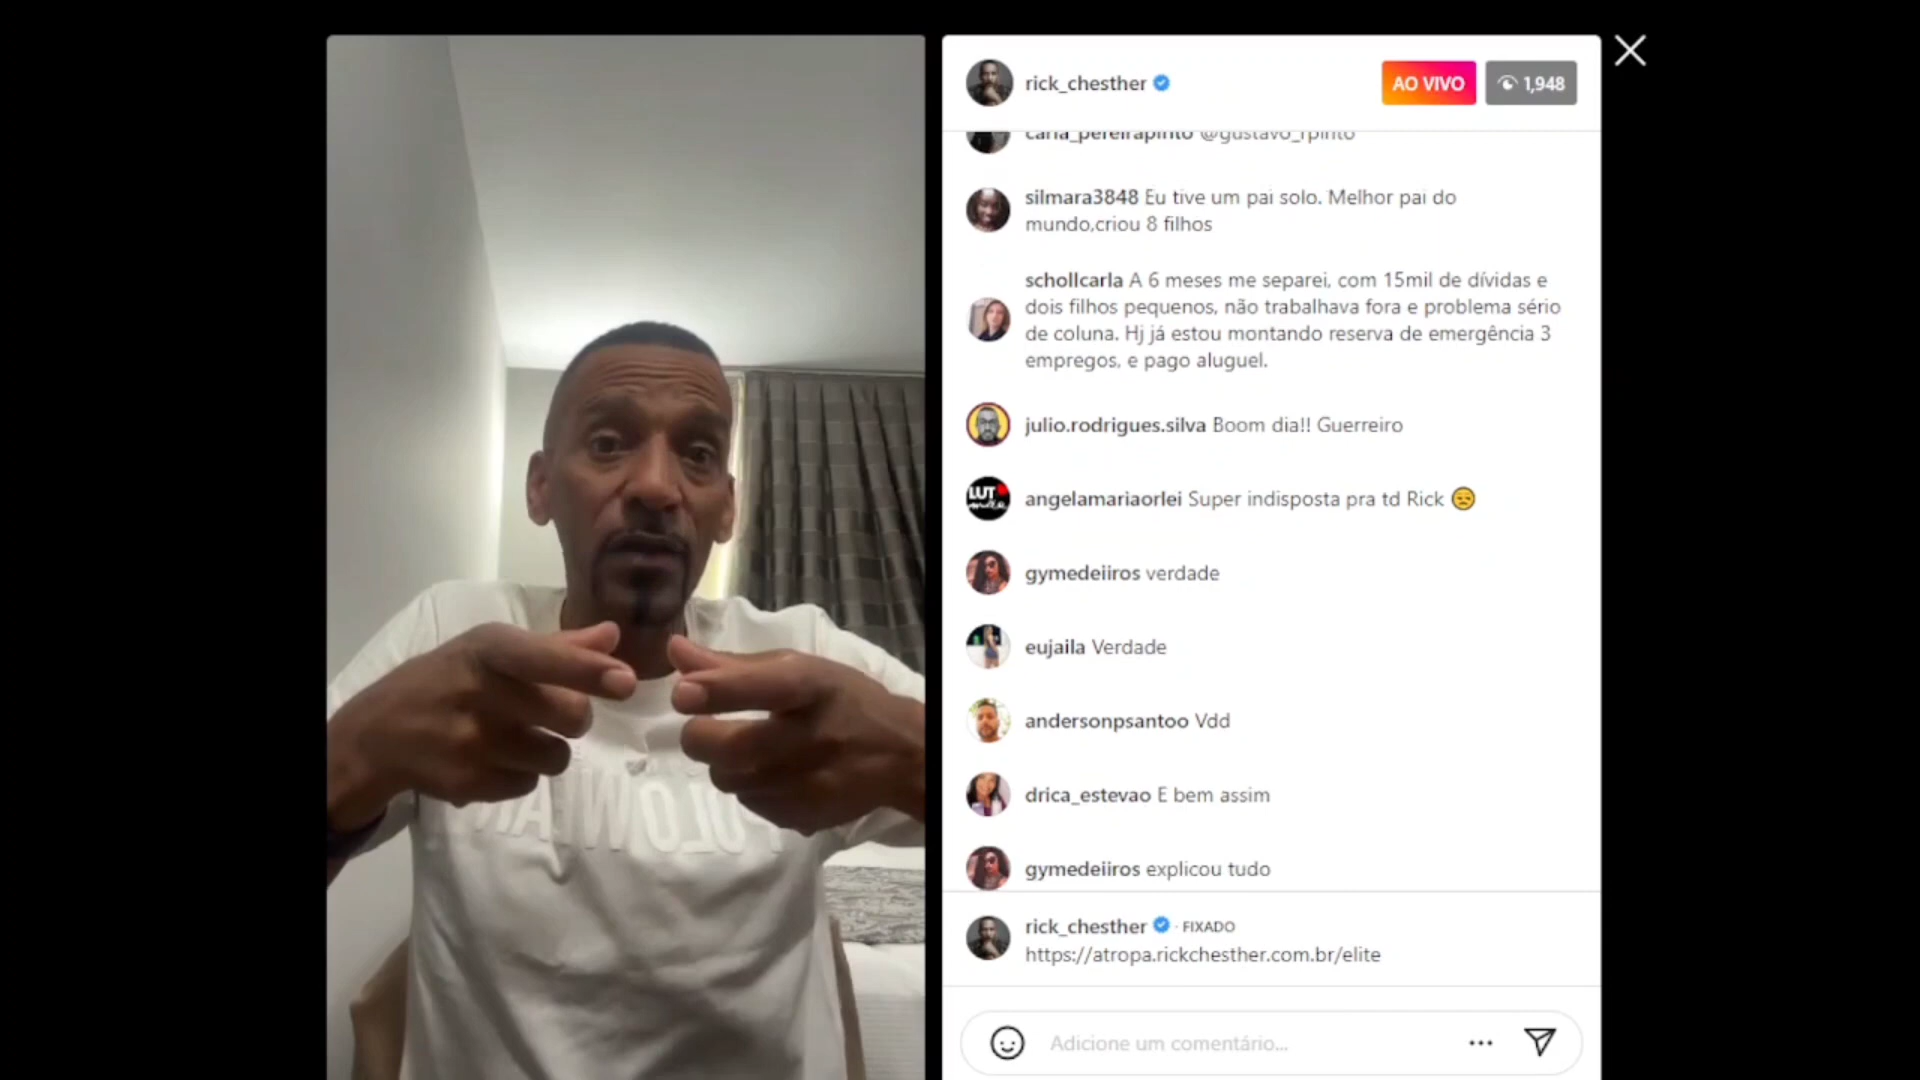 rick_chesther
AO VIVO
1,948
carla_pereirapinto @gustavo_rpinto
silmara3848 Eu tive um pai solo. Melhor pai do
mundo,criou 8 filhos
schollcarla A 6 meses me separei, com 15mil de dívidas e
dois filhos pequenos, não trabalhava fora e problema sério
de coluna. Hj já estou montando reserva de emergência 3
empregos, e pago aluguel.
julio.rodrigues.silva Boom dia!! Guerreiro
LUT
angelamariaorlei Super indisposta pra td Rick 😒
gymedeiiros verdade
eujaila Verdade
andersonpsantoo Vdd
drica_estevao E bem assim
gymedeiiros explicou tudo
rick_chesther · FIXADO
https://atropa.rickchesther.com.br/elite
Adicione um comentário...